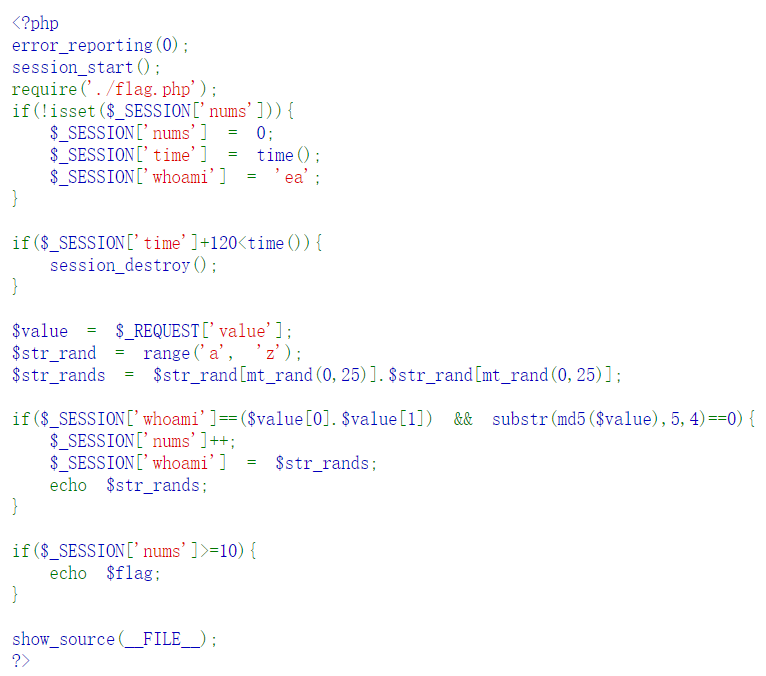 <?php
error_reporting(0);
session_start();
require('./flag.php');
if(!isset($_SESSION['nums'])){
    $_SESSION['nums'] = 0;
    $_SESSION['time'] = time();
    $_SESSION['whoami'] = 'ea';
}

if($_SESSION['time']+120<time()){
    session_destroy();
}

$value = $_REQUEST['value'];
$str_rand = range('a', 'z');
$str_rands = $str_rand[mt_rand(0,25)].$str_rand[mt_rand(0,25)];

if($_SESSION['whoami']==($value[0].$value[1]) && substr(md5($value),5,4)==0){
    $_SESSION['nums']++;
    $_SESSION['whoami'] = $str_rands;
    echo $str_rands;
}

if($_SESSION['nums']>=10){
    echo $flag;
}

show_source(__FILE__);
?>